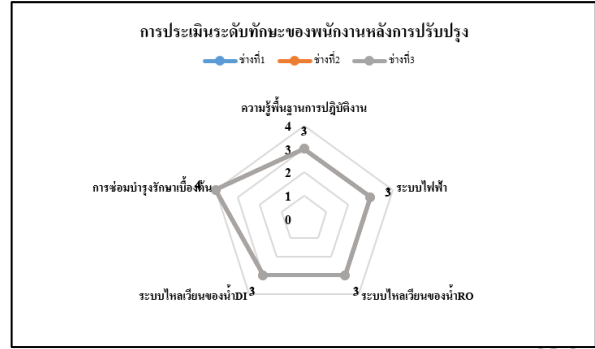 การประเมินระดับทักษะของพนักงานหลังการปรับปรุง
ช่างที่1 ช่างที่2 ช่างที่3
ความรู้พื้นฐานการปฎิบัติงาน
4
3
3
2
1
0
การซ่อมบำรุงรักษาเบื้องต้น
4
3 ระบบไฟฟ้า
ระบบไหลเวียนของน้ำDI 3
3 ระบบไหลเวียนของน้ำRO